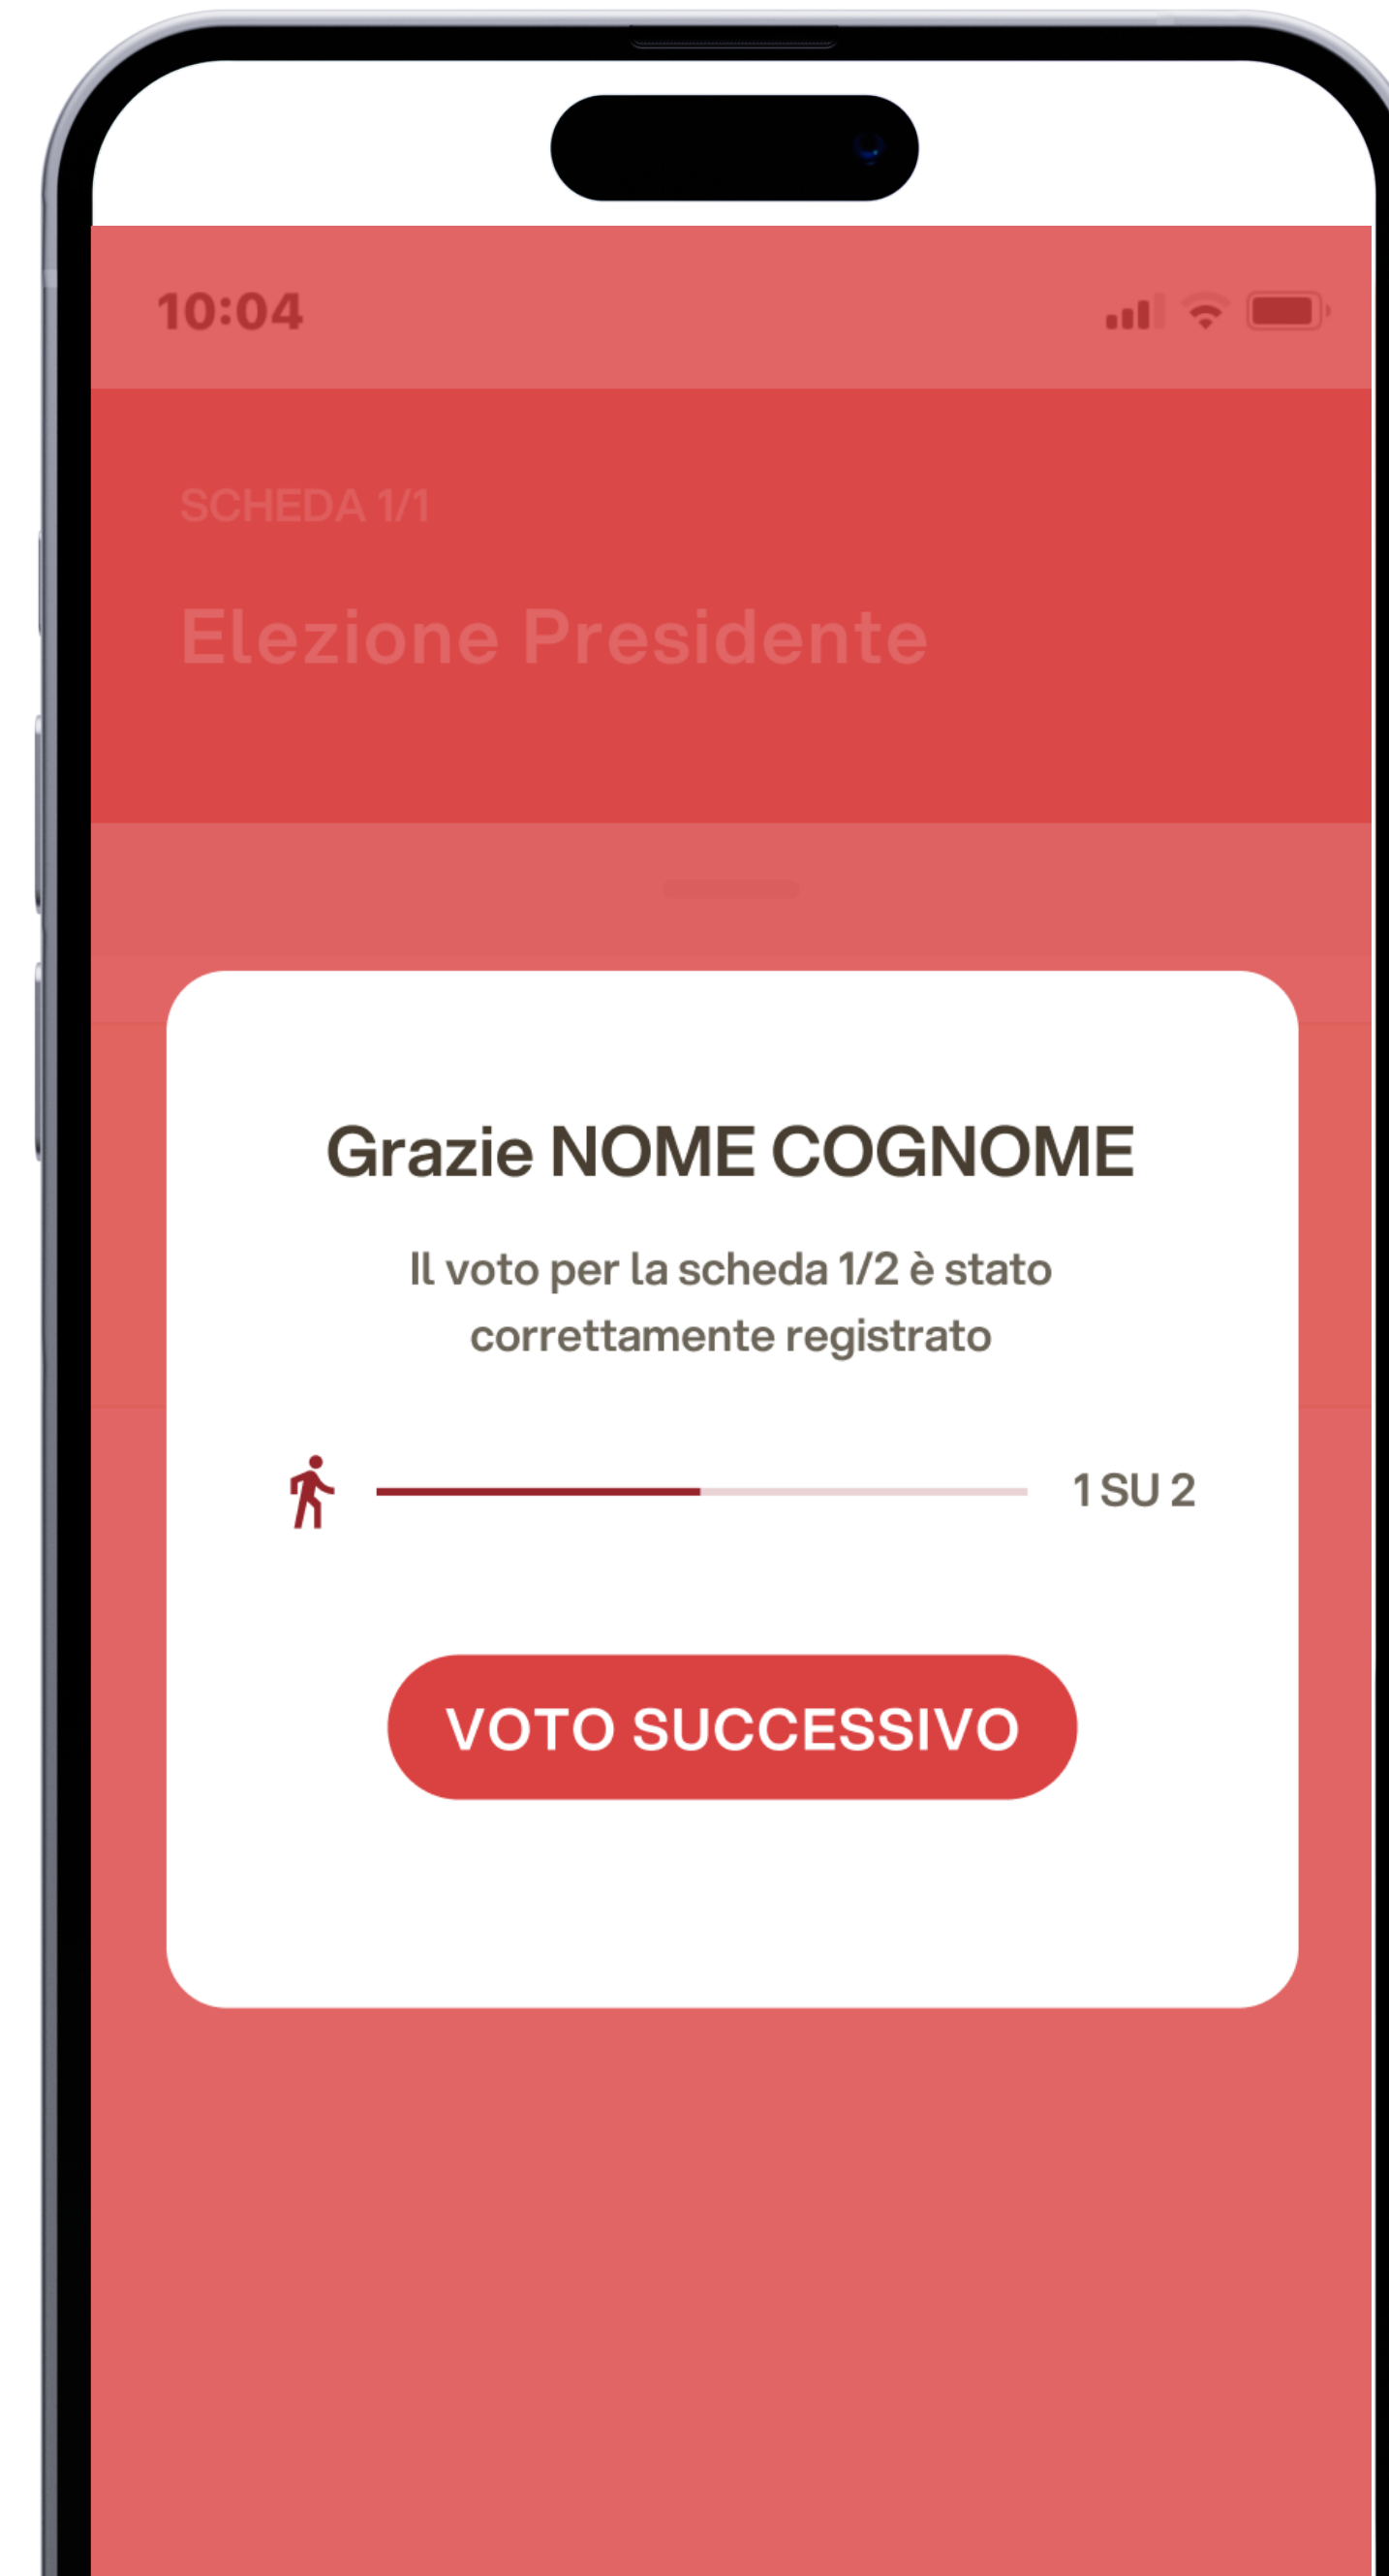 10:04
SCHEDA 1/1
Elezione Presidente
Grazie NOME COGNOME
Il voto per la scheda 1/2 è stato
correttamente registrato
1 SU 2
VOTO SUCCESSIVO